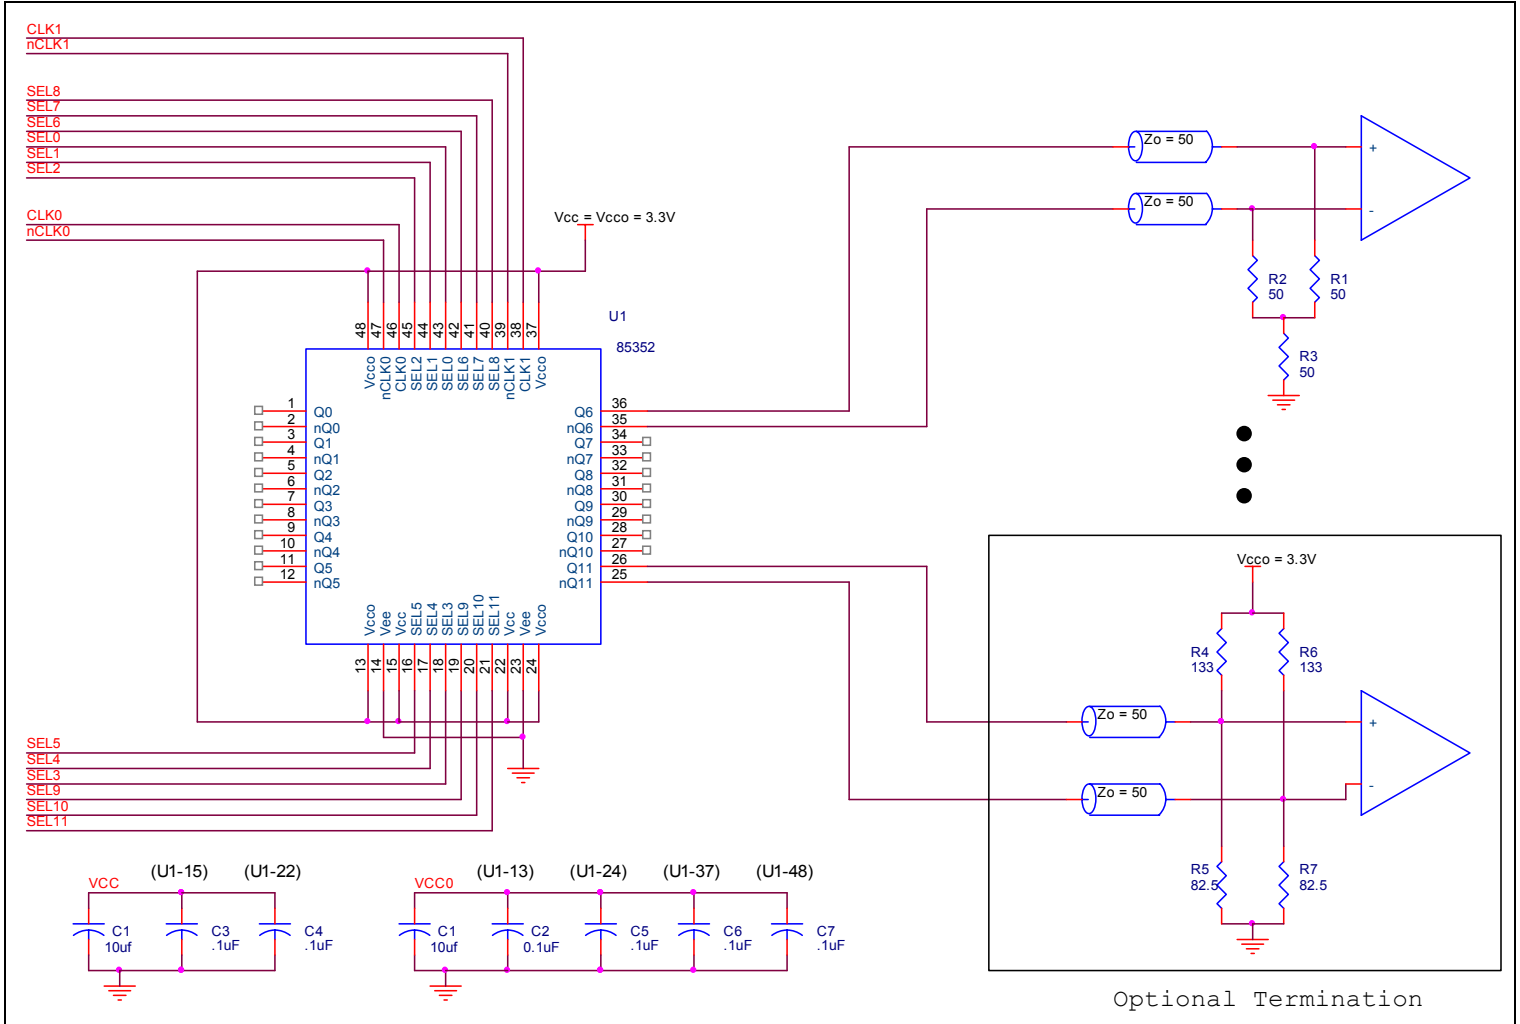 CLK1
nCLK1
SEL8
SEL7
SEL6
SEL0
SEL1
SEL2
CLK0
nCLK0
Vcc = Vcco = 3.3V
U1
85352
48 47 46 45 44 43 42 41 40 39 38 37
Vcco nCLK0 CLK0 SEL2 SEL1 SEL0 SEL6 SEL7 SEL8 nCLK1 CLK1 Vcco
1 Q0
2 nQ0
3 Q1
4 nQ1
5 Q2
6 nQ2
7 Q3
8 nQ3
9 Q4
10 nQ4
11 Q5
12 nQ5
Q6 36
nQ6 35
Q7 34
nQ7 33
Q8 32
nQ8 31
Q9 30
nQ9 29
Q10 28
nQ10 27
Q11 26
nQ11 25
Vcco Vee Vcc SEL5 SEL4 SEL3 SEL9 SEL10 SEL11 Vcc Vee Vcco
13 14 15 16 17 18 19 20 21 22 23 24
SEL5
SEL4
SEL3
SEL9
SEL10
SEL11
Zo = 50
+
Zo = 50
-
R2
50
R1
50
R3
50
Vcco = 3.3V
R4
133
R6
133
Zo = 50
+
Zo = 50
-
R5
82.5
R7
82.5
Optional Termination
VCC
(U1-15)
(U1-22)
C1
10uf
C3
.1uF
C4
.1uF
VCC0
(U1-13)
(U1-24)
(U1-37)
(U1-48)
C1
10uf
C2
0.1uF
C5
.1uF
C6
.1uF
C7
.1uF